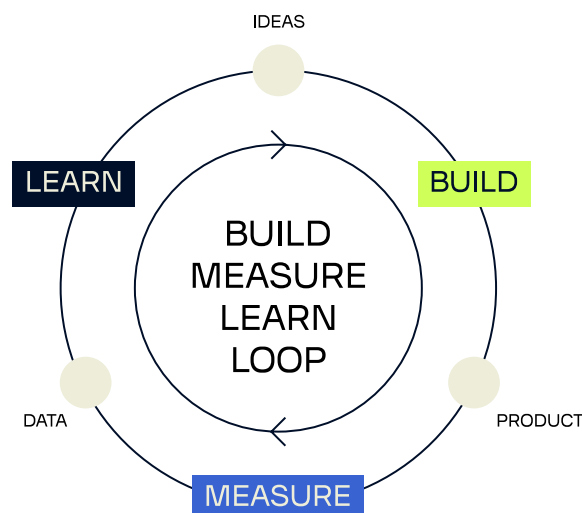 IDEAS
LEARN
BUILD
BUILD
MEASURE
LEARN
LOOP
DATA
PRODUCT
MEASURE